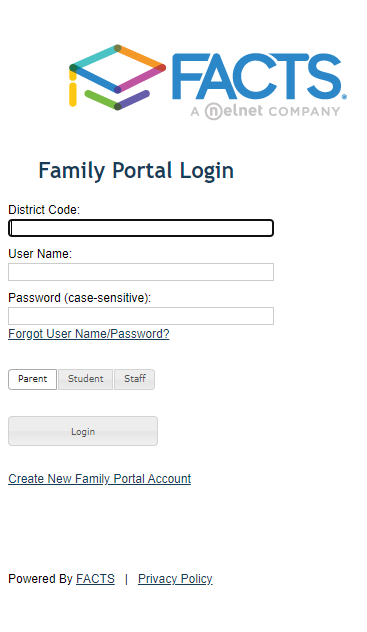 FACTS®
A nelnet COMPANY
Family Portal Login
District Code:
User Name:
Password (case-sensitive):
Forgot User Name/Password?
Parent Student Staff
Login
Create New Family Portal Account
Powered By FACTS | Privacy Policy